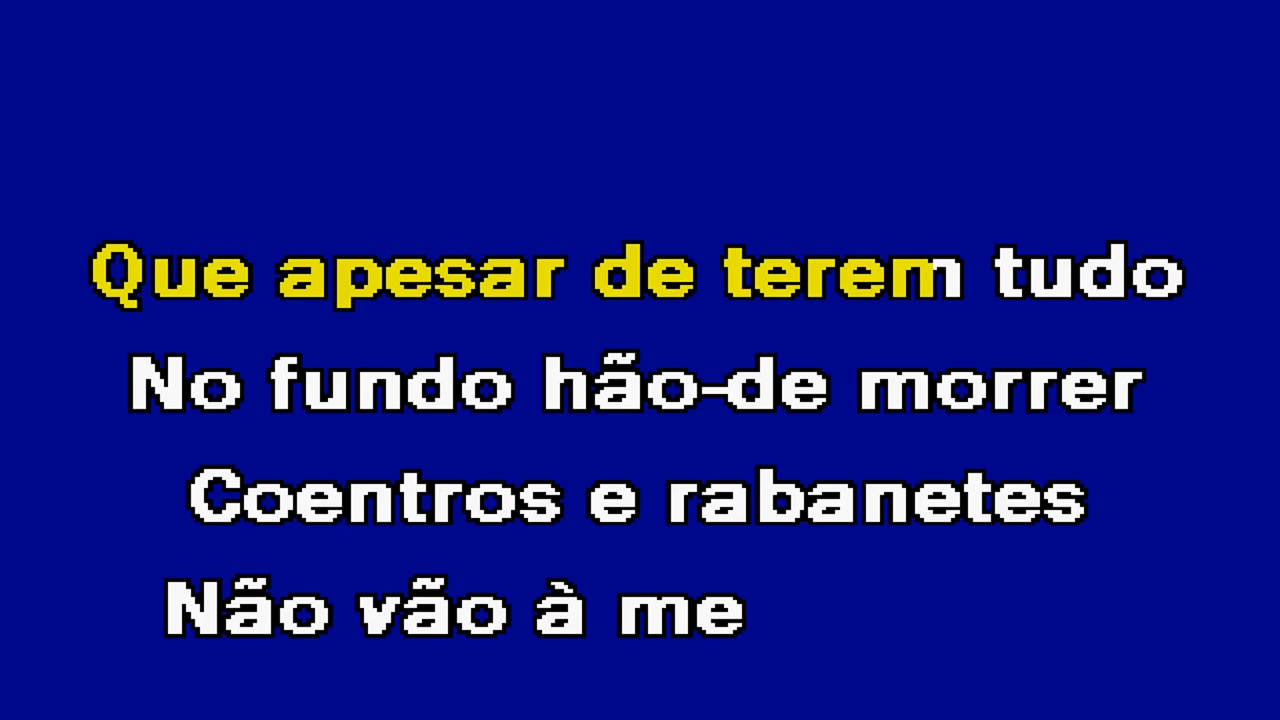 Que apesar de terem tudo
No fundo hão-de morrer
Coentros e rabanetes
Não vão à me